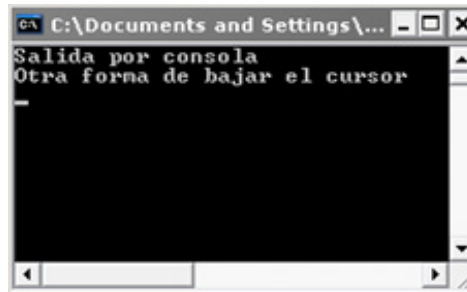 C:\Documents and Settings\...
Salida por consola
Otra forma de bajar el cursor